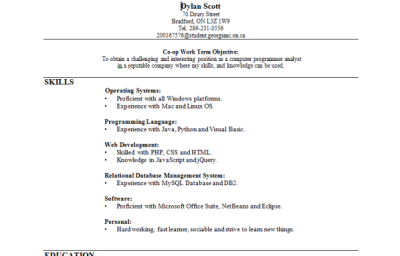 Dylan Scott
70 Drury Street
Bradford, ON L3Z 1W9
Tel. 289-231-0556
200167576@student.georgianc.on.ca
Co-op Work Term Objective:
To obtain a challenging and interesting position as a computer programmer analyst
in a reputable company where my skills, and knowledge can be used.
SKILLS
Operating Systems:
• Proficient with all Windows platforms.
• Experience with Mac and Linux OS.
Programming Language:
• Experience with Java, Python and Visual Basic.
Web Development:
• Skilled with PHP, CSS and HTML.
• Knowledge in JavaScript and jQuery.
Relational Database Management System:
• Experience with MySQL Database and DB2.
Software:
• Proficient with Microsoft Office Suite, NetBeans and Eclipse.
Personal:
• Hard working, fast learner, sociable and strive to learn new things.
EDUCATION